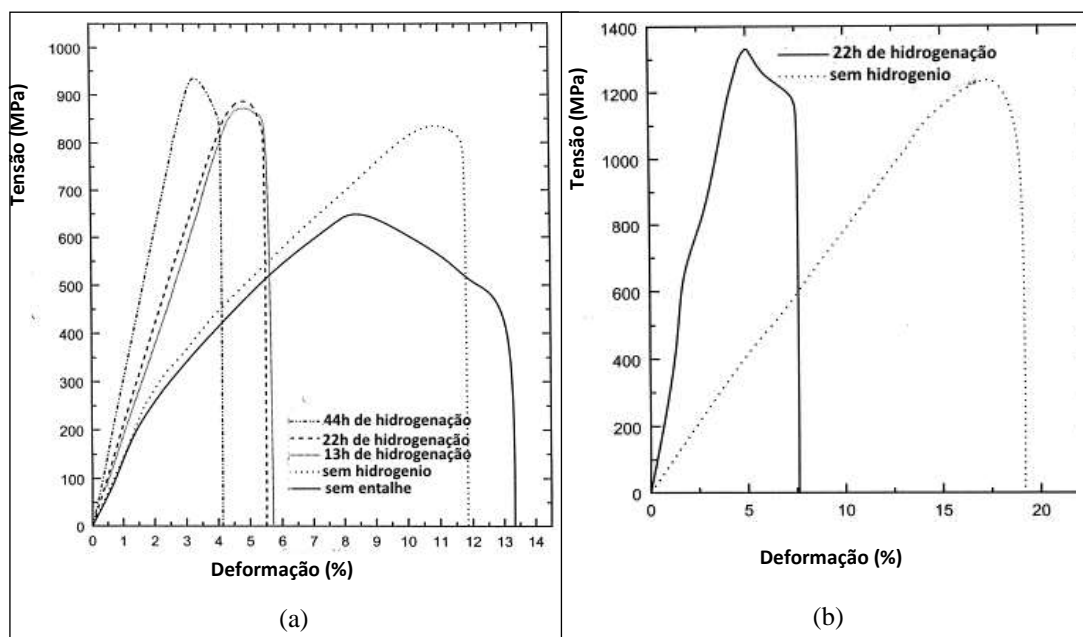 Tensão (MPa)
1000
900
800
700
600
500
400
300
200
100
0
44h de hidrogenação
22h de hidrogenação
13h de hidrogenação
sem hidrogenio
sem entalhe
0 1 2 3 4 5 6 7 8 9 10 11 12 13 14
Deformação (%)
(a)
Tensão (MPa)
1400
1200
1000
800
600
400
200
0
22h de hidrogenação
sem hidrogenio
0 5 10 15 20
Deformação (%)
(b)